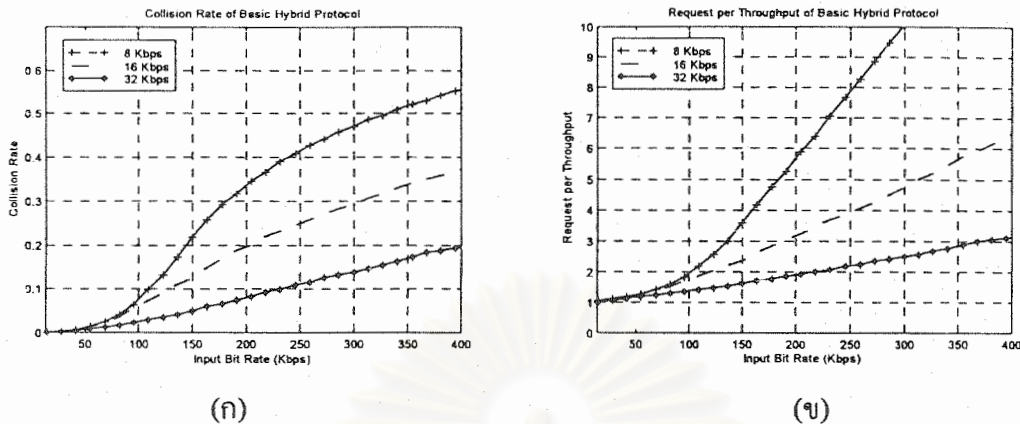 Collision Rate of Basic Hybrid Protocol
8 Kbps
16 Kbps
32 Kbps
0.6
0.5
0.4
0.3
0.2
0.1
0
Collision Rate
50 100 150 200 250 300 350 400
Input Bit Rate (Kbps)
(ก)
Request per Throughput of Basic Hybrid Protocol
8 Kbps
16 Kbps
32 Kbps
10
9
8
7
6
5
4
3
2
1
0
Request per Throughput
50 100 150 200 250 300 350 400
Input Bit Rate (Kbps)
(ข)